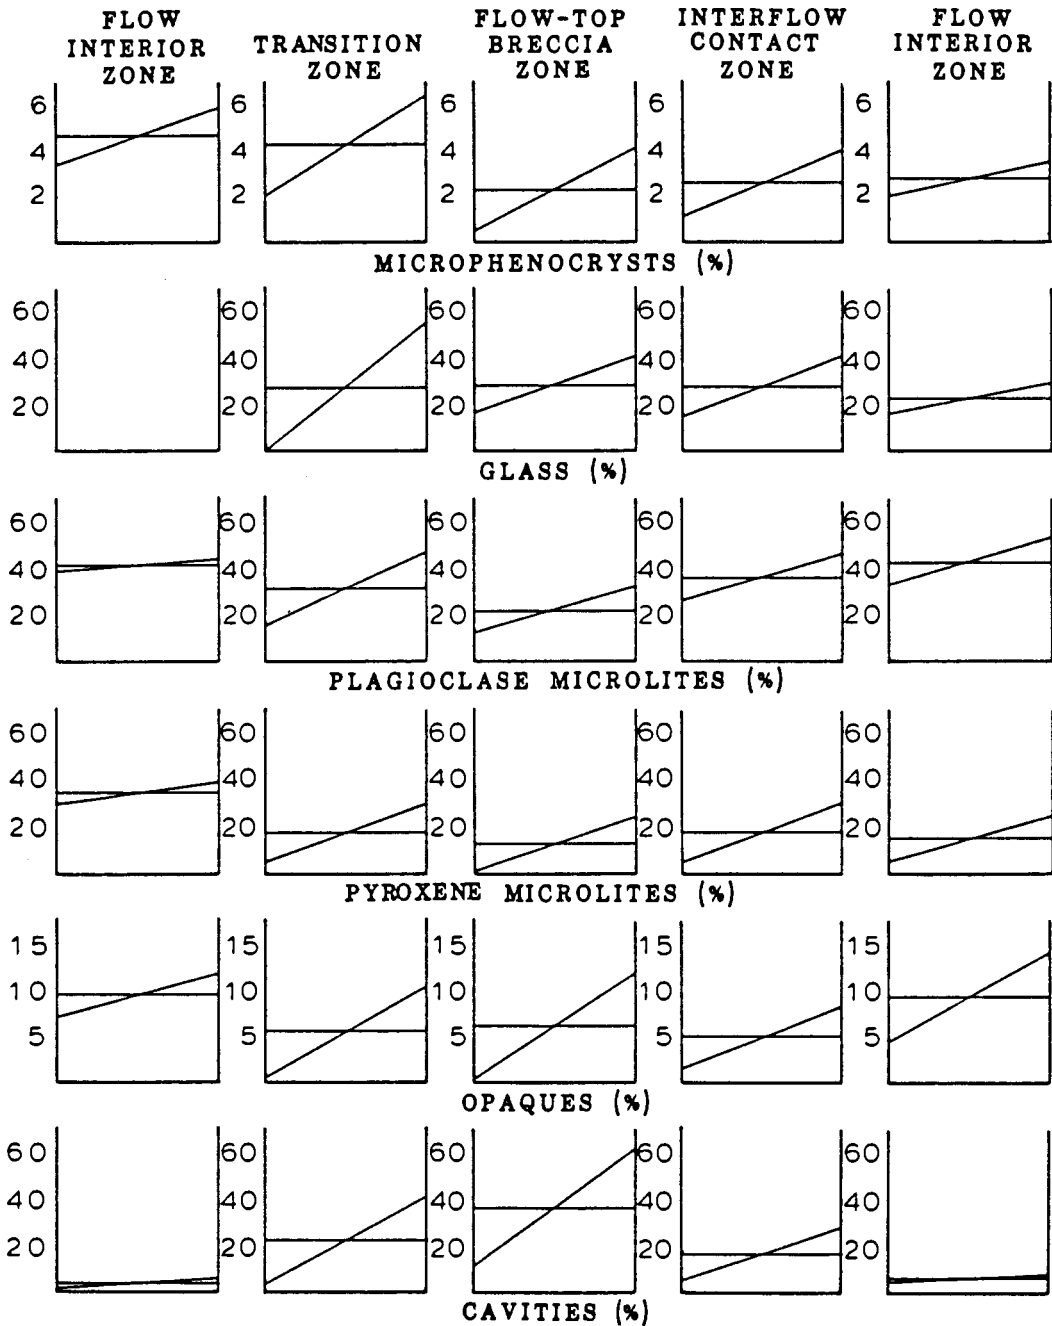 FLOW
INTERIOR
ZONE
TRANSITION
ZONE
FLOW-TOP
BRECCIA
ZONE
INTERFLOW
CONTACT
ZONE
FLOW
INTERIOR
ZONE
6 6 6 6 6
4 4 4 4 4
2 2 2 2 2
MICROPHENOCRYSTS (%)
60 60 60 60 60
40 40 40 40 40
20 20 20 20 20
GLASS (%)
60 60 60 60 60
40 40 40 40 40
20 20 20 20 20
PLAGIOCLASE MICROLITES (%)
60 60 60 60 60
40 40 40 40 40
20 20 20 20 20
PYROXENE MICROLITES (%)
15 15 15 15 15
10 10 10 10 10
5 5 5 5 5
OPAQUES (%)
60 60 60 60 60
40 40 40 40 40
20 20 20 20 20
CAVITIES (%)